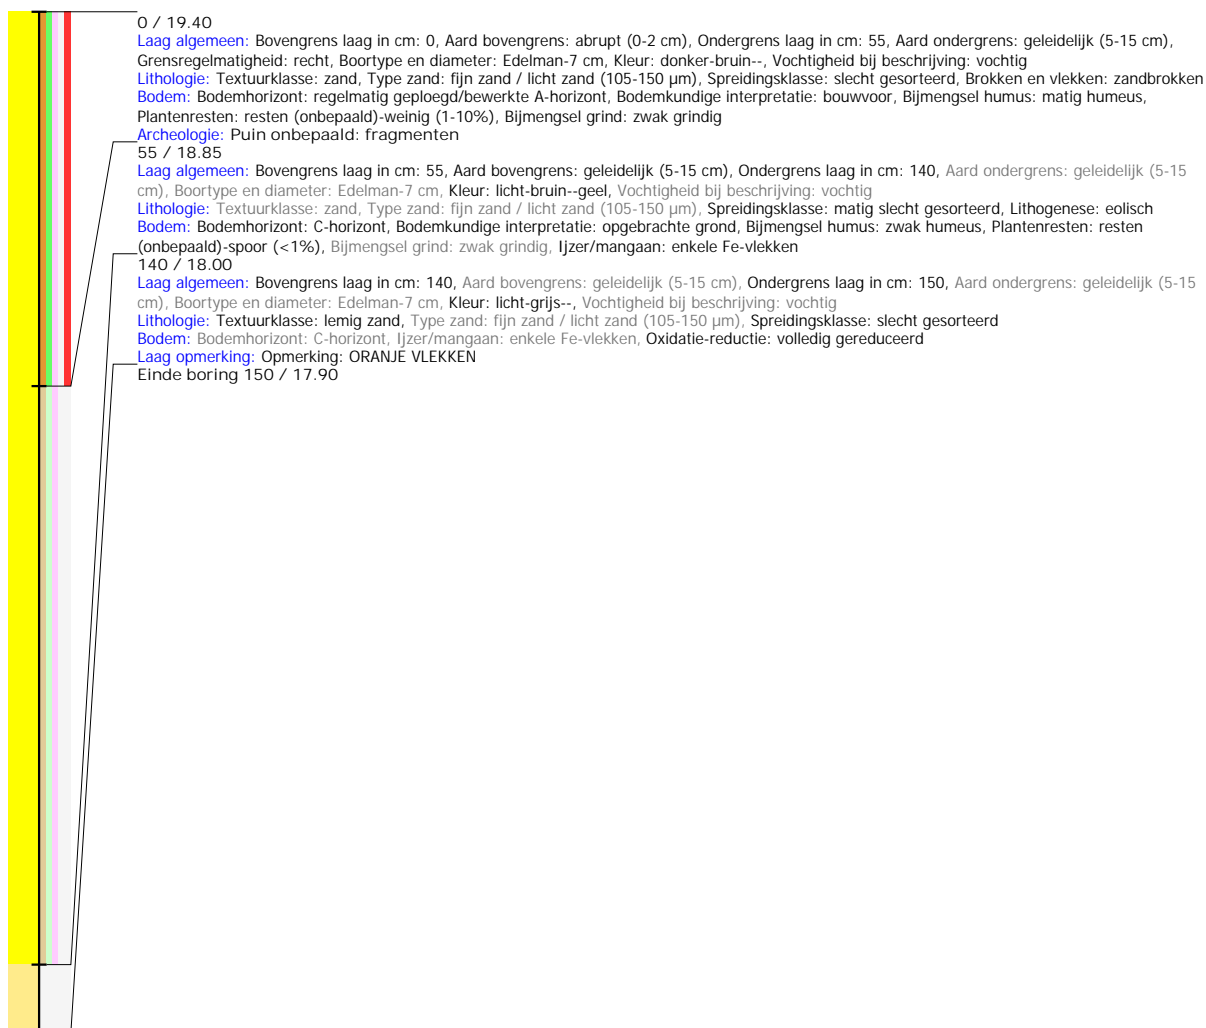 0 / 19.40
Laag algemeen: Bovengrens laag in cm: 0, Aard bovengrens: abrupt (0-2 cm), Ondergrens laag in cm: 55, Aard ondergrens: geleidelijk (5-15 cm),
Grensregelmatigheid: recht, Boortype en diameter: Edelman-7 cm, Kleur: donker-bruin--, Vochtigheid bij beschrijving: vochtig
Lithologie: Textuurklasse: zand, Type zand: fijn zand / licht zand (105-150 µm), Spreidingsklasse: slecht gesorteerd, Brokken en vlekken: zandbrokken
Bodem: Bodemhorizont: regelmatig geploegd/bewerkte A-horizont, Bodemkundige interpretatie: bouwvoor, Bijmengsel humus: matig humeus,
Plantenresten: resten (onbepaald)-weinig (1-10%), Bijmengsel grind: zwak grindig
Archeologie: Puin onbepaald: fragmenten
55 / 18.85
Laag algemeen: Bovengrens laag in cm: 55, Aard bovengrens: geleidelijk (5-15 cm), Ondergrens laag in cm: 140, Aard ondergrens: geleidelijk (5-15
cm), Boortype en diameter: Edelman-7 cm, Kleur: licht-bruin--geel, Vochtigheid bij beschrijving: vochtig
Lithologie: Textuurklasse: zand, Type zand: fijn zand / licht zand (105-150 µm), Spreidingsklasse: matig slecht gesorteerd, Lithogenese: eolisch
Bodem: Bodemhorizont: C-horizont, Bodemkundige interpretatie: opgebrachte grond, Bijmengsel humus: zwak humeus, Plantenresten: resten
(onbepaald)-spoor (<1%), Bijmengsel grind: zwak grindig, Ijzer/mangaan: enkele Fe-vlekken
140 / 18.00
Laag algemeen: Bovengrens laag in cm: 140, Aard bovengrens: geleidelijk (5-15 cm), Ondergrens laag in cm: 150, Aard ondergrens: geleidelijk (5-15
cm), Boortype en diameter: Edelman-7 cm, Kleur: licht-grijs--, Vochtigheid bij beschrijving: vochtig
Lithologie: Textuurklasse: lemig zand, Type zand: fijn zand / licht zand (105-150 µm), Spreidingsklasse: slecht gesorteerd
Bodem: Bodemhorizont: C-horizont, Ijzer/mangaan: enkele Fe-vlekken, Oxidatie-reductie: volledig gereduceerd
Laag opmerking: Opmerking: ORANJE VLEKKEN
Einde boring 150 / 17.90